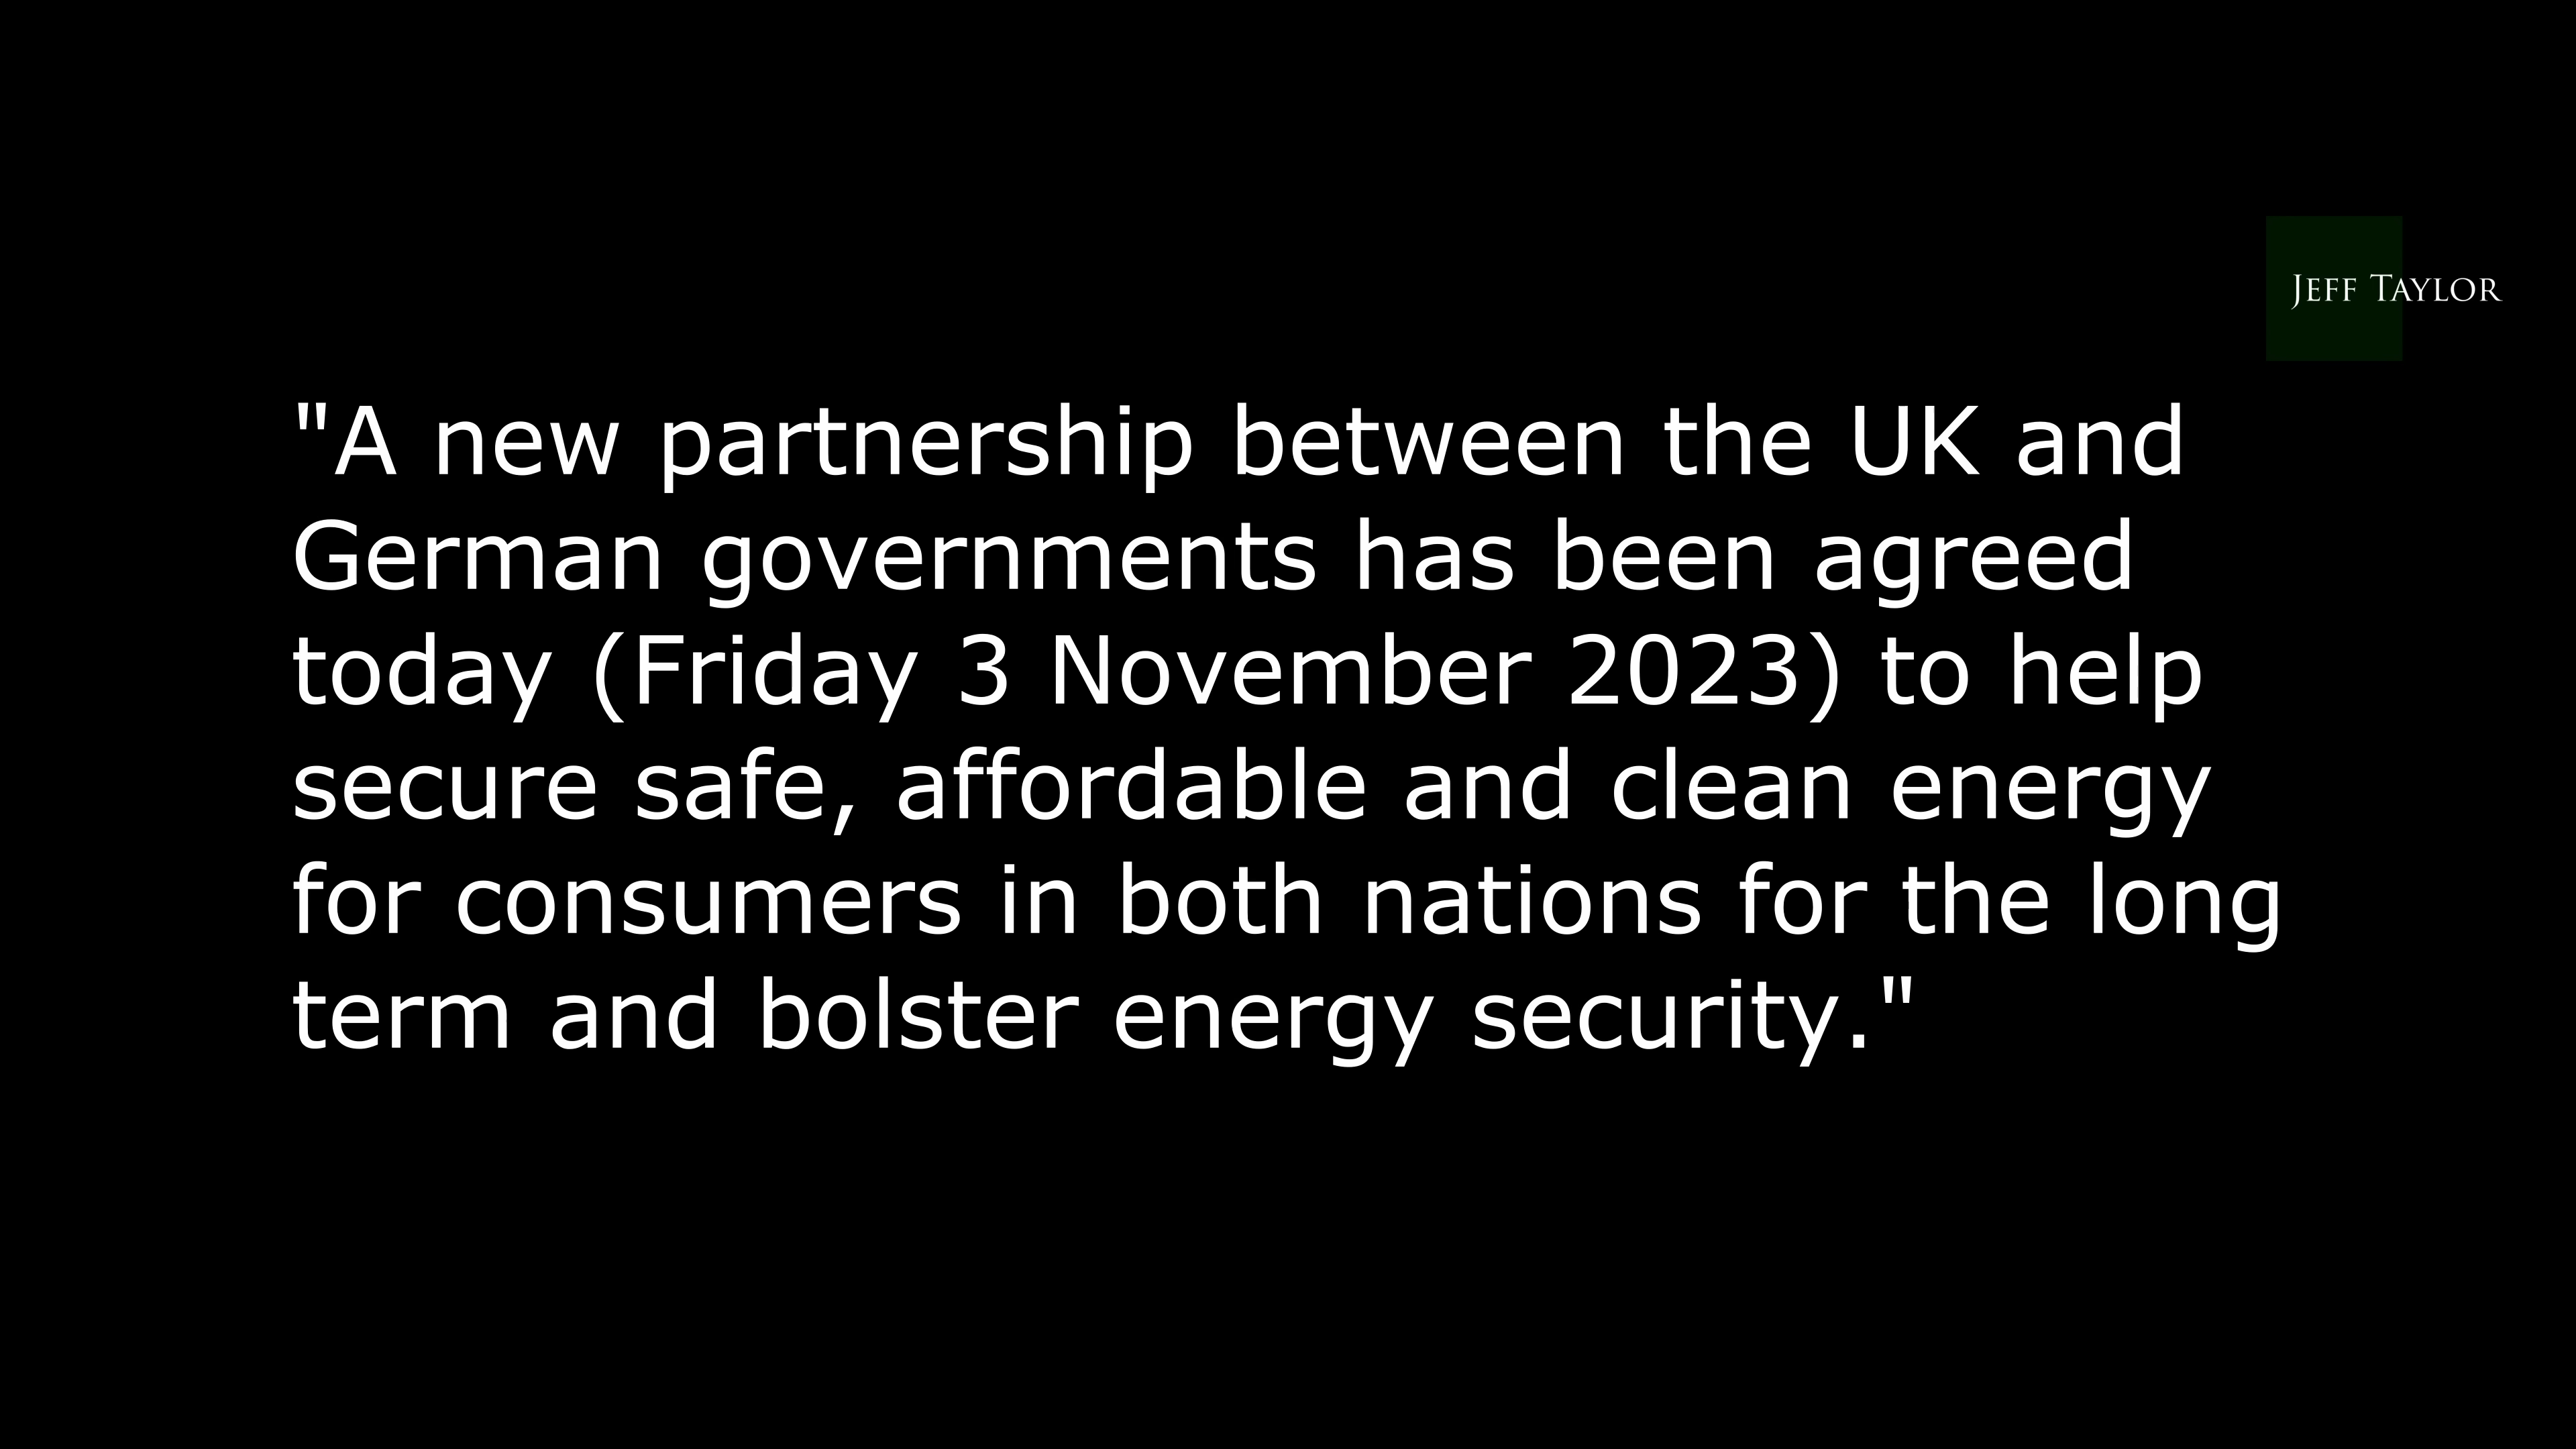 Jeff Taylor
"A new partnership between the UK and
German governments has been agreed
today (Friday 3 November 2023) to help
secure safe, affordable and clean energy
for consumers in both nations for the long
term and bolster energy security."